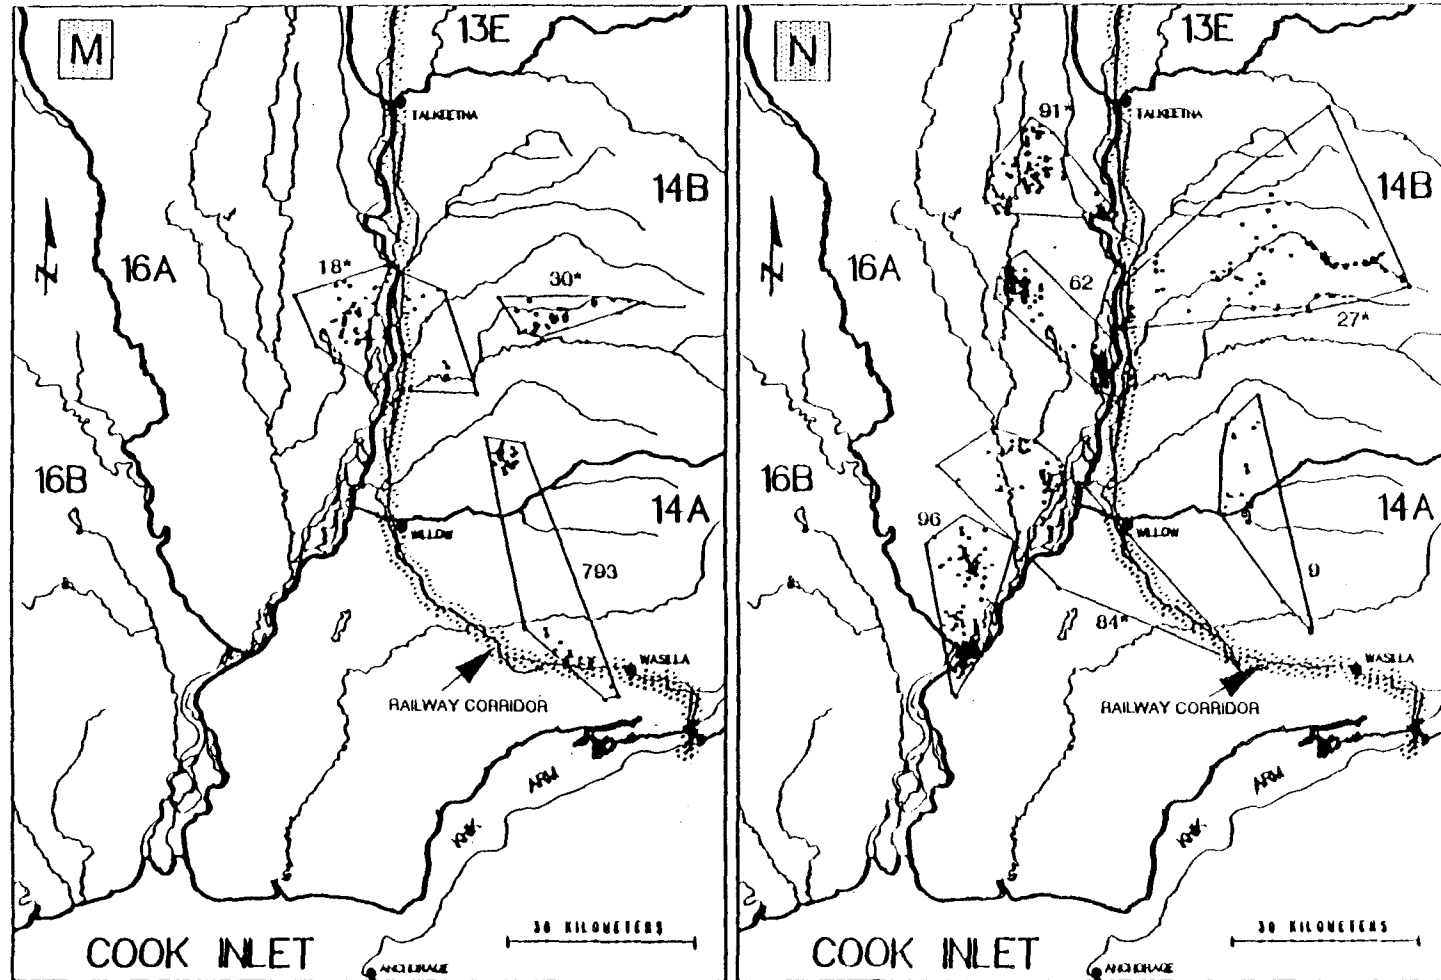 M
13E
TALKEETNA
14B
16A
18*
30*
16B
14A
WILLOW
793
WASILLA
RAILWAY CORRIDOR
KNIK ARM
30 KILOMETERS
COOK INLET
ANCHORAGE
N
13E
91*
TALKEETNA
14B
16A
62
27*
16B
14A
96
WILLOW
9
84*
WASILLA
RAILWAY CORRIDOR
KNIK ARM
30 KILOMETERS
COOK INLET
ANCHORAGE